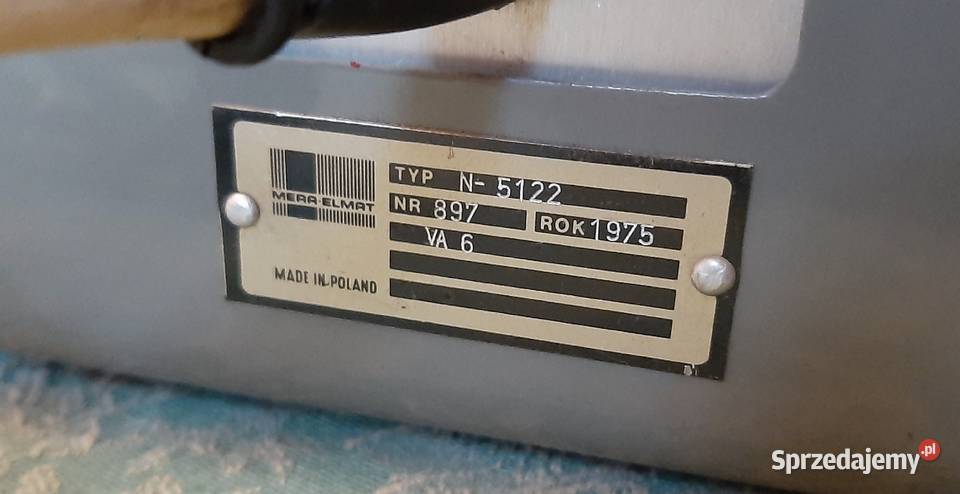 MERA-ELMAT
TYP N-5122
NR 897 ROK 1975
VA 6
MADE IN POLAND
Sprzedajemy.pl